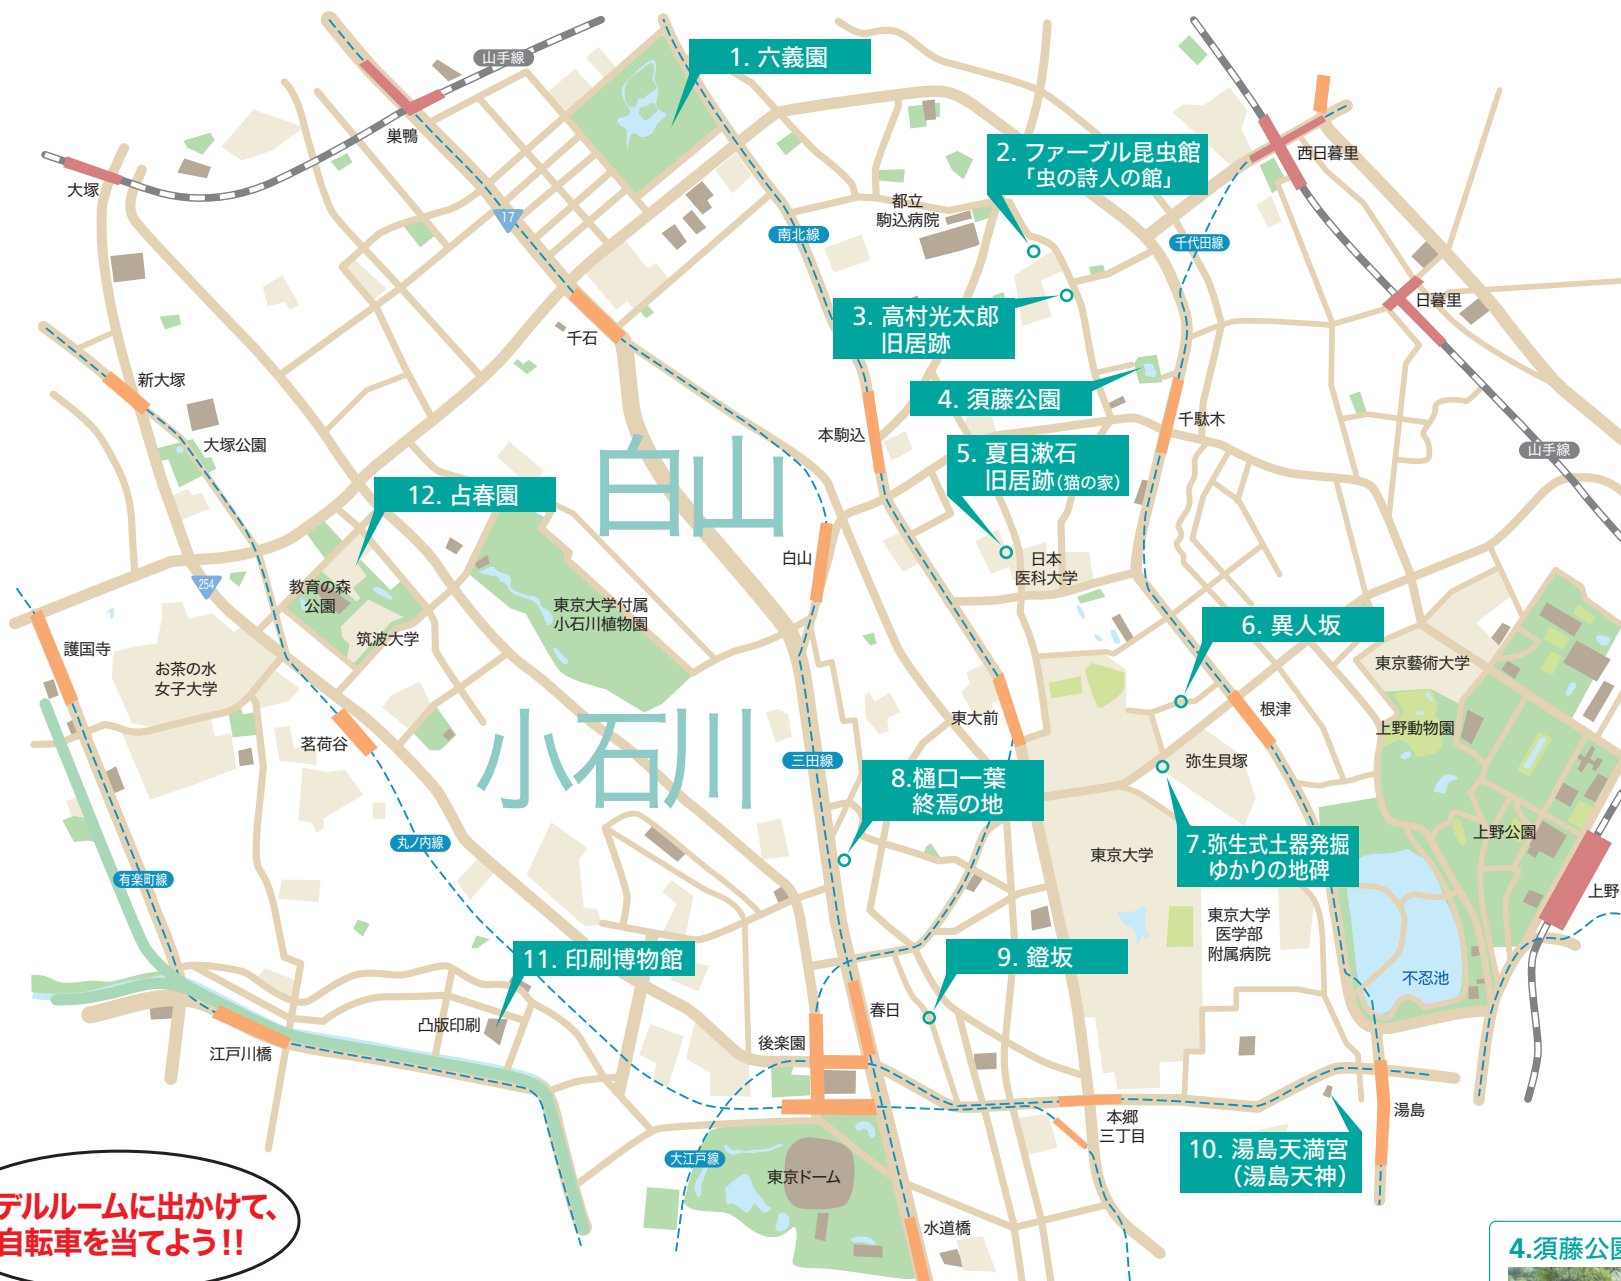 1. 六義園
山手線
巣鴨
大塚
17
2. ファーブル昆虫館
「虫の詩人の館」
西日暮里
都立
駒込病院
南北線
千代田線
日暮里
3. 高村光太郎
旧居跡
千石
新大塚
4. 須藤公園
千駄木
大塚公園
本駒込
山手線
5. 夏目漱石
旧居跡(猫の家)
白山
12. 占春園
白山
日本
医科大学
254
教育の森
公園
東京大学付属
小石川植物園
筑波大学
6. 異人坂
護国寺
お茶の水
女子大学
東京藝術大学
根津
東大前
上野動物園
茗荷谷
小石川
三田線
弥生貝塚
8.樋口一葉
終焉の地
丸ノ内線
上野公園
7.弥生式土器発掘
ゆかりの地碑
東京大学
有楽町線
上野
東京大学
医学部
附属病院
11. 印刷博物館
9. 鐙坂
不忍池
春日
凸版印刷
後楽園
江戸川橋
湯島
本郷
三丁目
10. 湯島天満宮
(湯島天神)
大江戸線
東京ドーム
水道橋
デルルームに出かけて、
自転車を当てよう!!
4.須藤公園